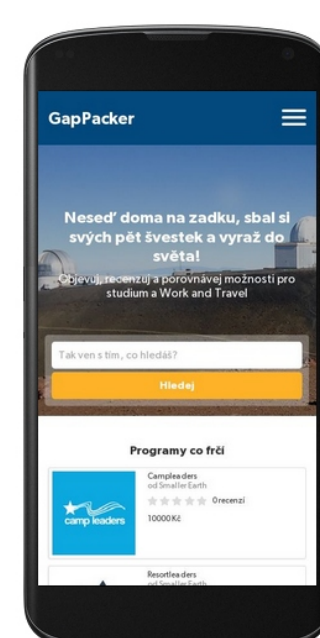 GapPacker
Neseď doma na zadku, sbal si
svých pět švestek a vyraž do
světa!
Objevuj, recenzuj a porovnávej možnosti pro
studium a Work and Travel
Tak ven s tím, co hledáš?
Hledej
Programy co frčí
Campleaders
od Smaller Earth
0 recenzí
10000 Kč
camp leaders
Resortleaders
od Smaller Earth